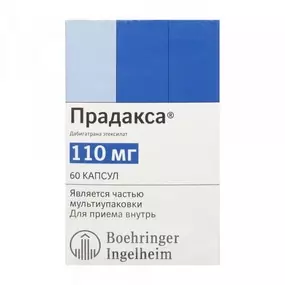 Прадакса®
Дабигатрана этексилат
110 мг
60 КАПСУЛ
Является частью
мультиупаковки
Для приема внутрь
Boehringer
Ingelheim